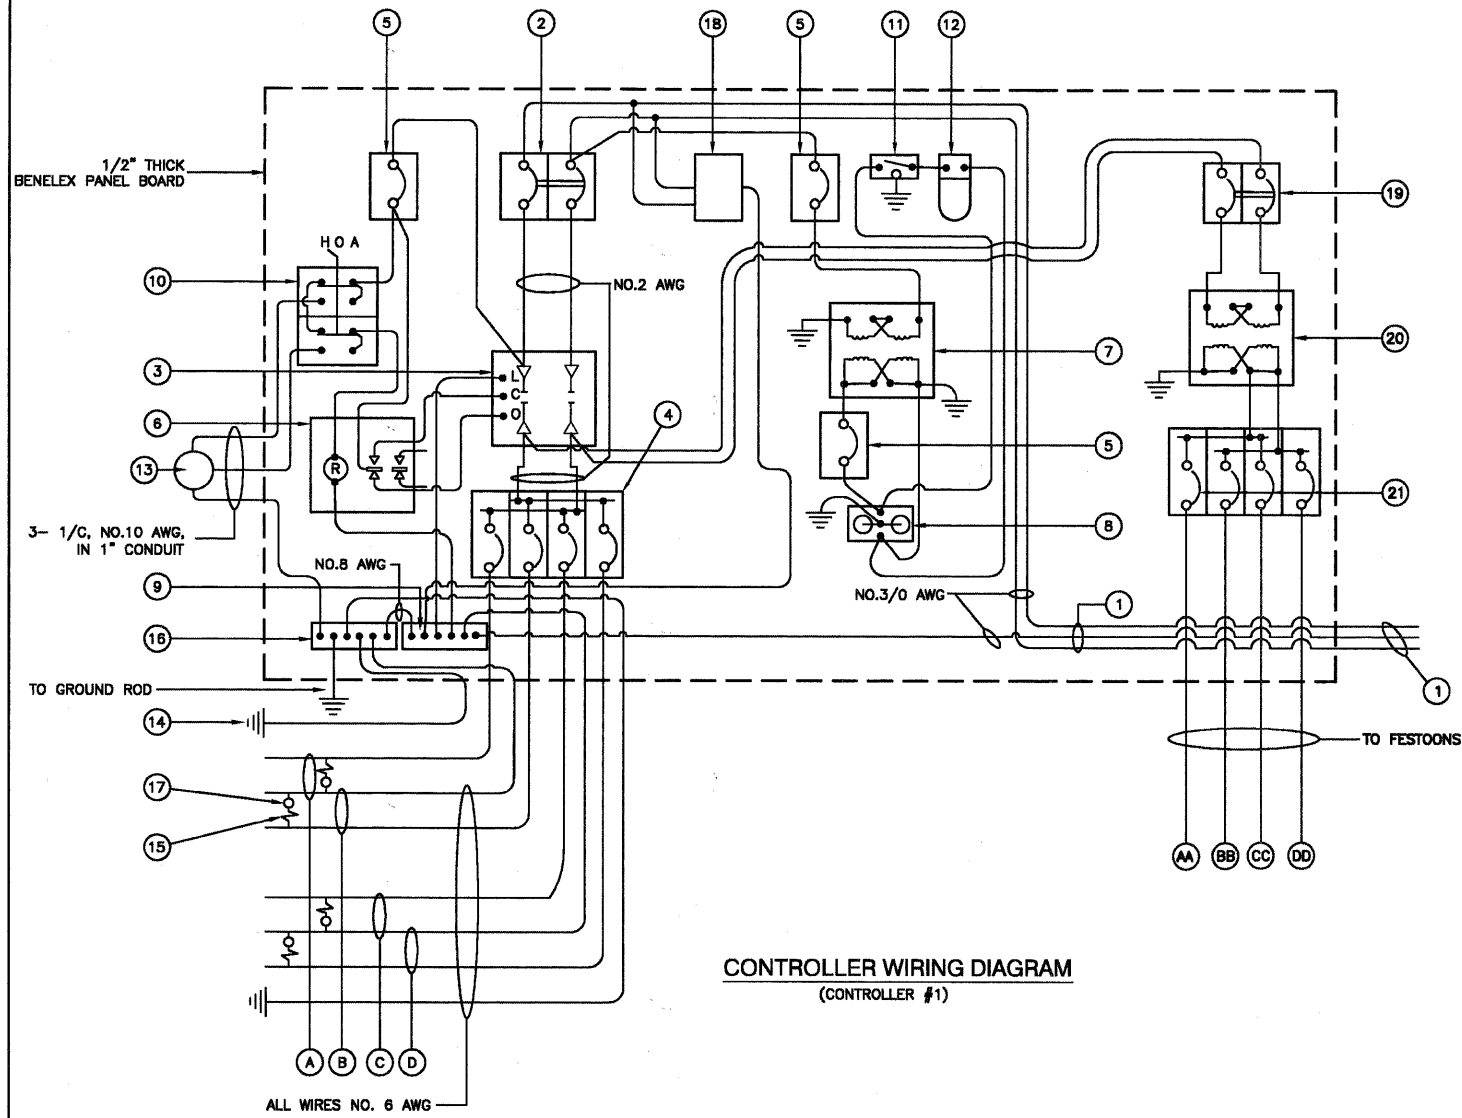 5
2
18
5
11
12
1/2" THICK
BENELEX PANEL BOARD
19
H O A
10
NO.2 AWG
20
7
3
L
C
O
4
6
5
13
R
21
8
3- 1/C, NO.10 AWG,
IN 1" CONDUIT
NO.8 AWG
9
NO.3/0 AWG
1
16
TO GROUND ROD
1
14
TO FESTOONS
17
15
AA
BB
CC
DD
CONTROLLER WIRING DIAGRAM
(CONTROLLER #1)
A
B
C
D
ALL WIRES NO. 6 AWG